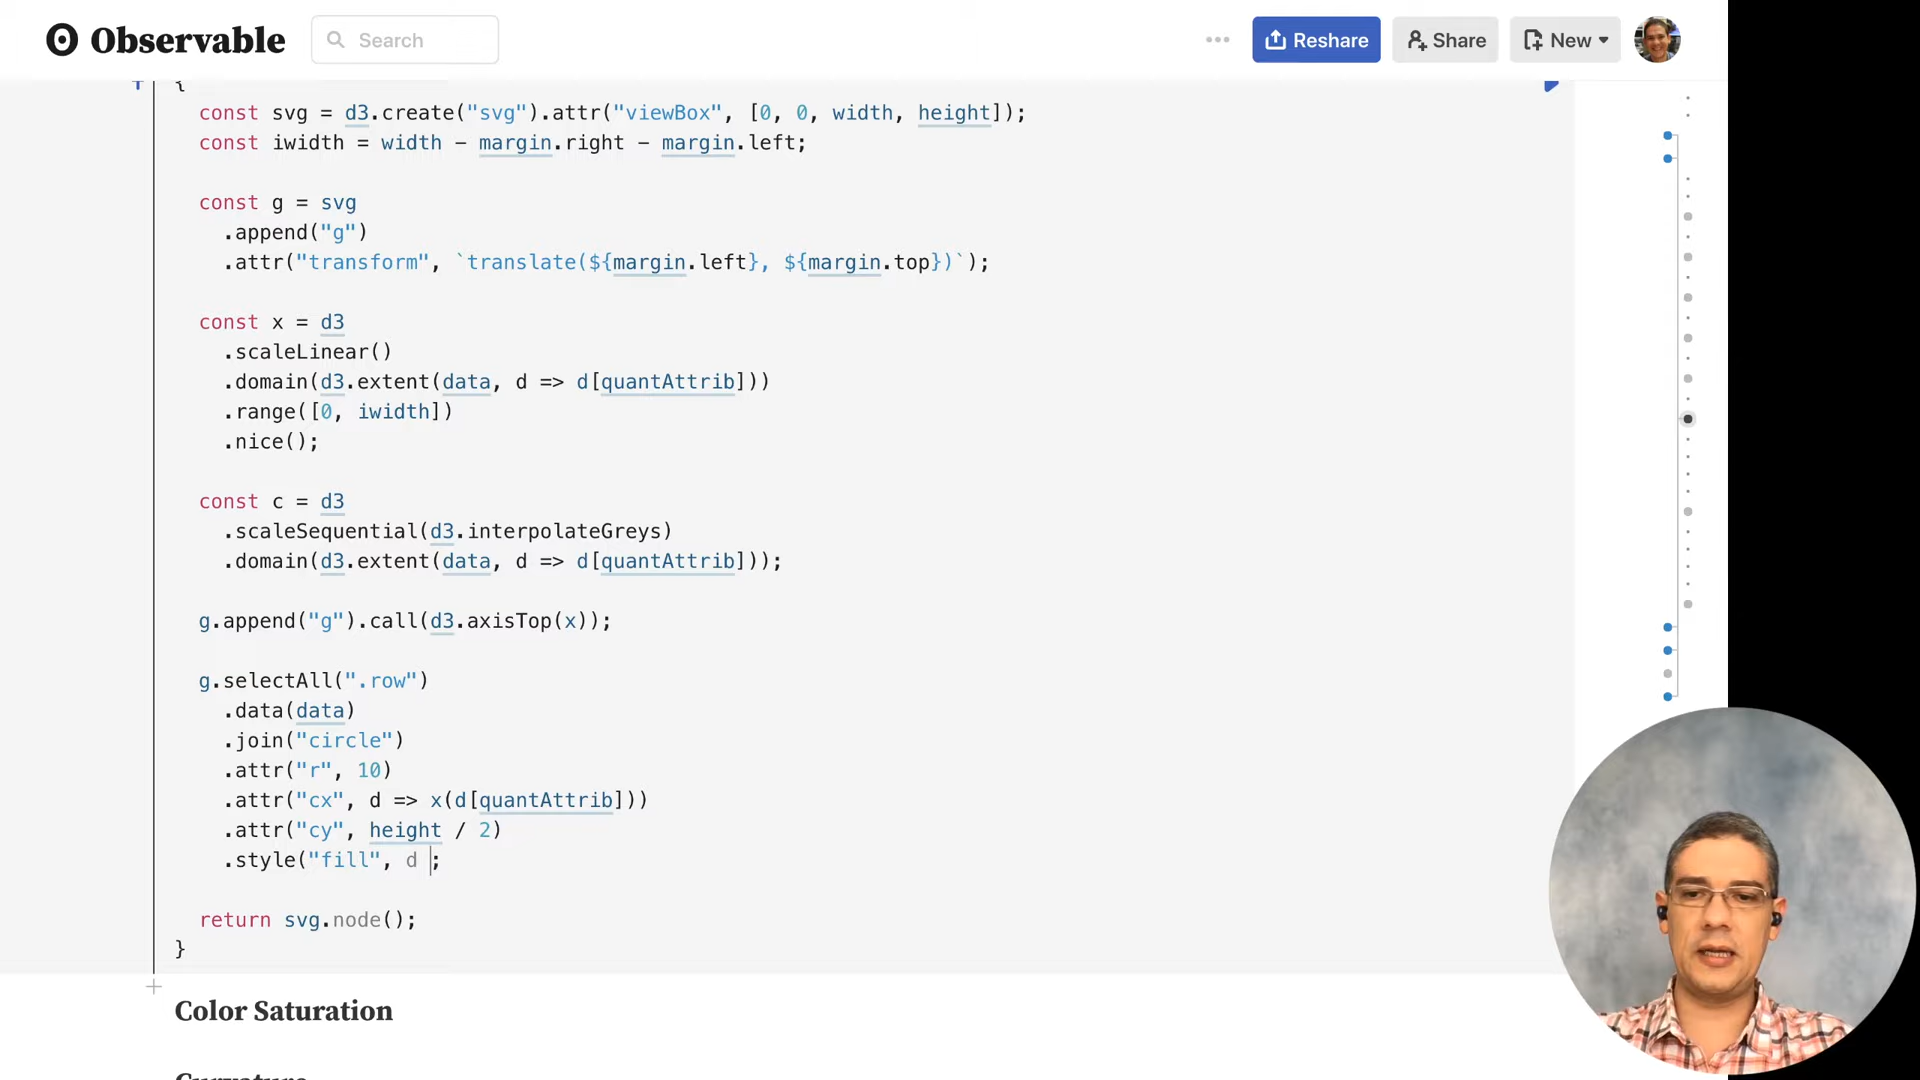 Observable
Search
Reshare
Share
New
{
const svg = d3.create("svg").attr("viewBox", [0, 0, width, height]);
const iwidth = width - margin.right - margin.left;
const g = svg
.append("g")
.attr("transform", `translate(${margin.left}, ${margin.top})`);
const x = d3
.scaleLinear()
.domain(d3.extent(data, d => d[quantAttrib]))
.range([0, iwidth])
.nice();
const c = d3
.scaleSequential(d3.interpolateGreys)
.domain(d3.extent(data, d => d[quantAttrib]));
g.append("g").call(d3.axisTop(x));
g.selectAll(".row")
.data(data)
.join("circle")
.attr("r", 10)
.attr("cx", d => x(d[quantAttrib]))
.attr("cy", height / 2)
.style("fill", d ;
return svg.node();
}
Color Saturation
Curvature